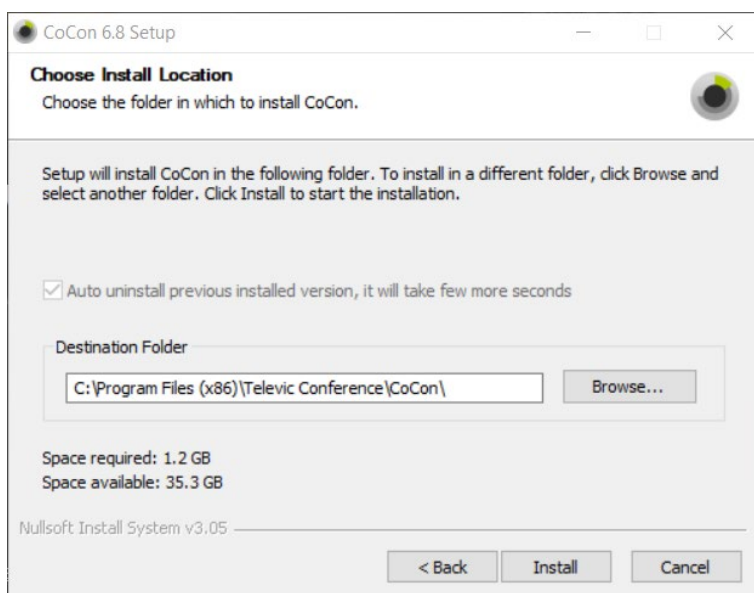 CoCon 6.8 Setup
Choose Install Location
Choose the folder in which to install CoCon.
Setup will install CoCon in the following folder. To install in a different folder, click Browse and
select another folder. Click Install to start the installation.
Auto uninstall previous installed version, it will take few more seconds
Destination Folder
C:\Program Files (x86)\Televic Conference\CoCon\
Browse...
Space required: 1.2 GB
Space available: 35.3 GB
Nullsoft Install System v3.05
< Back Install Cancel